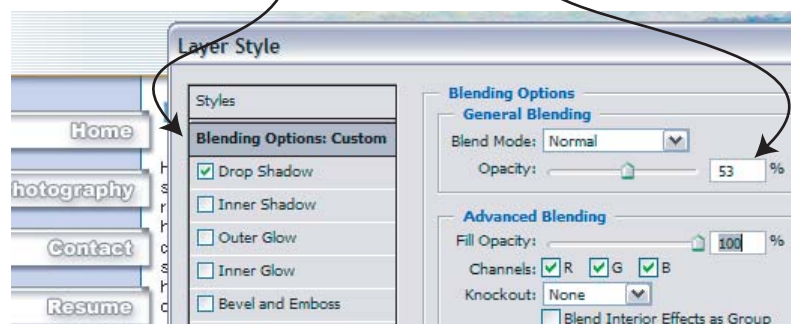 Layer Style
Styles
Blending Options: Custom
Drop Shadow
Inner Shadow
Outer Glow
Inner Glow
Bevel and Emboss
Blending Options
General Blending
Blend Mode: Normal
Opacity: 53 %
Advanced Blending
Fill Opacity: 100 %
Channels: R G B
Knockout: None
Blend Interior Effects as Group
Home
hotography
Contact
Resume